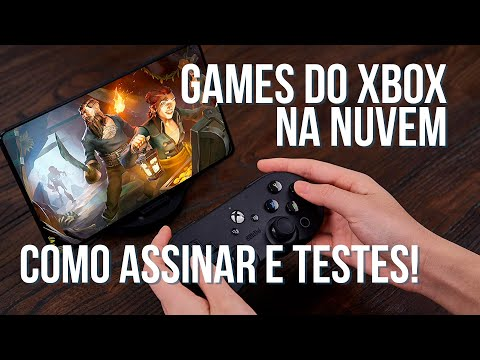 GAMES DO XBOX
NA NUVEM
COMO ASSINAR E TESTES!